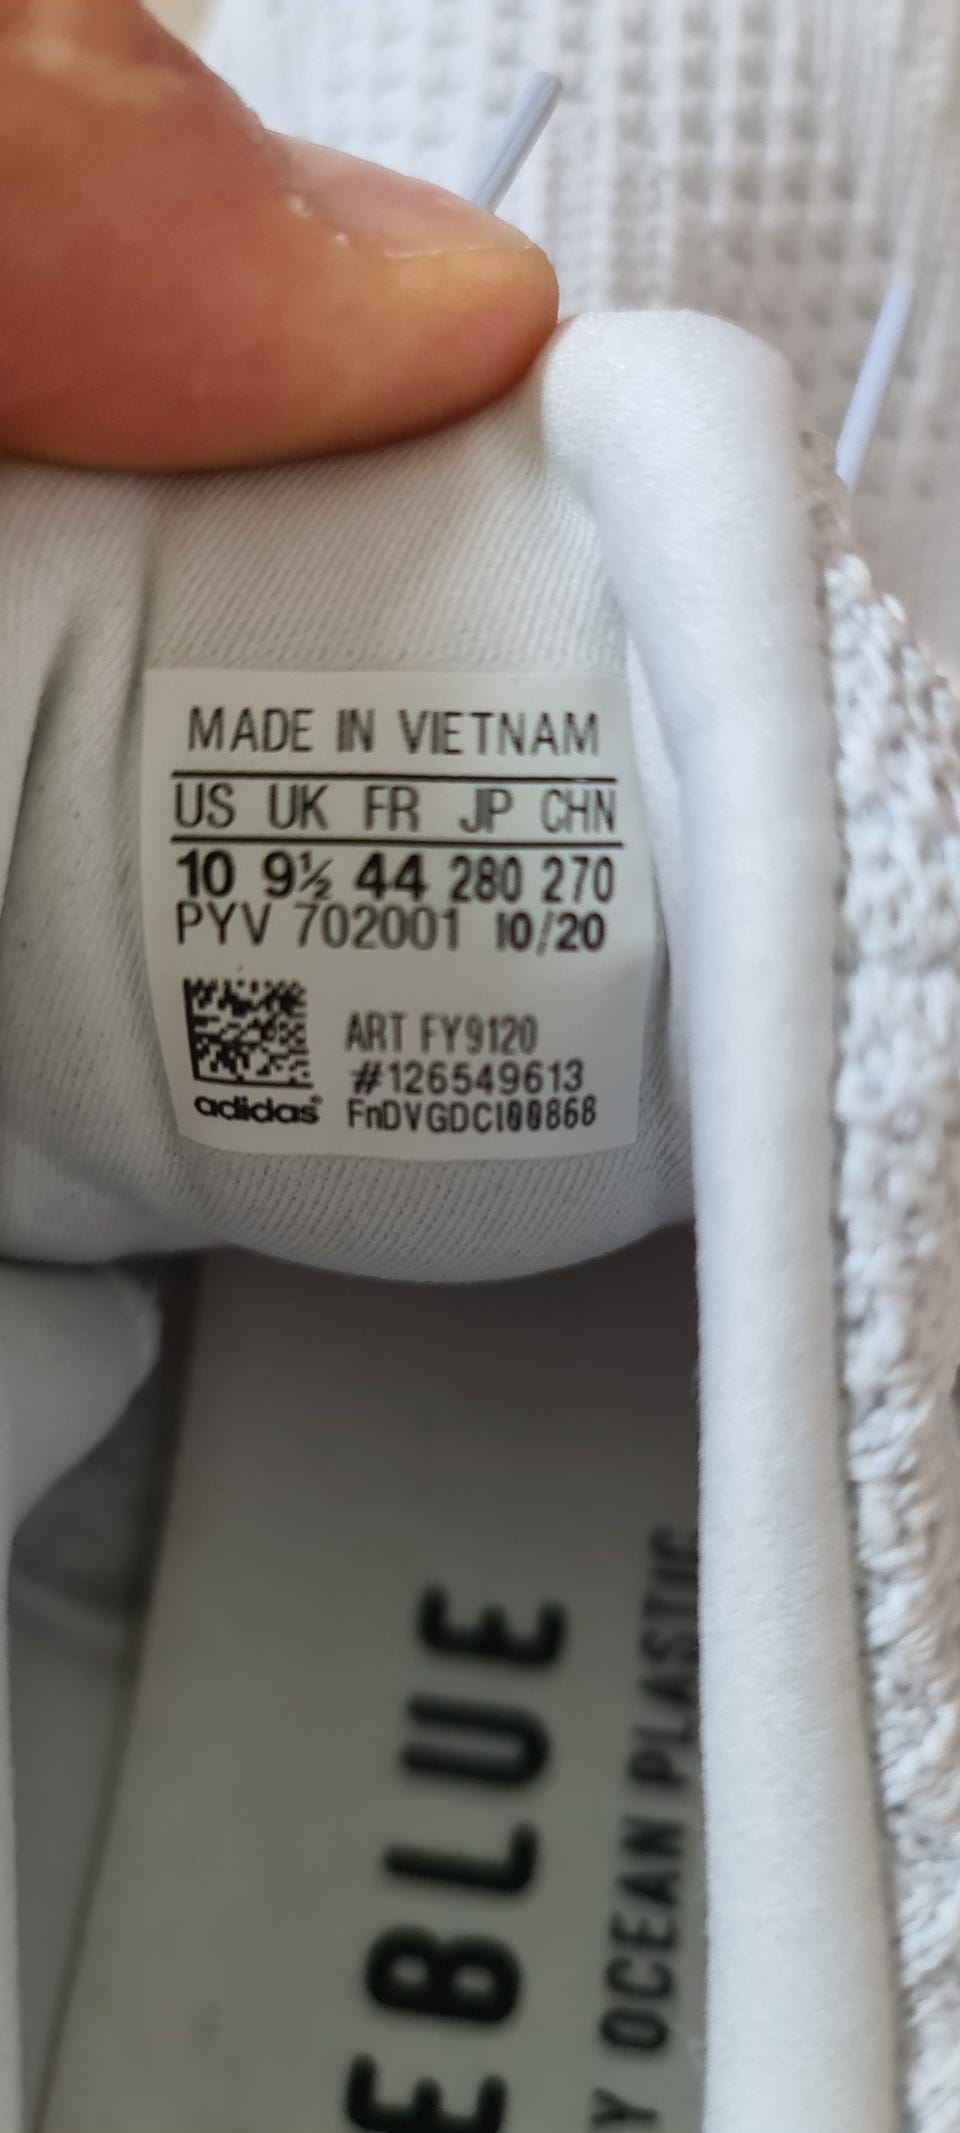 MADE IN VIETNAM
US UK FR JP CHN
10 9½ 44 280 270
PYV 702001 10/20
ART FY9120
#126549613
adidas® FnDVGDCI00868
EBLUE
Y OCEAN PLASTIC